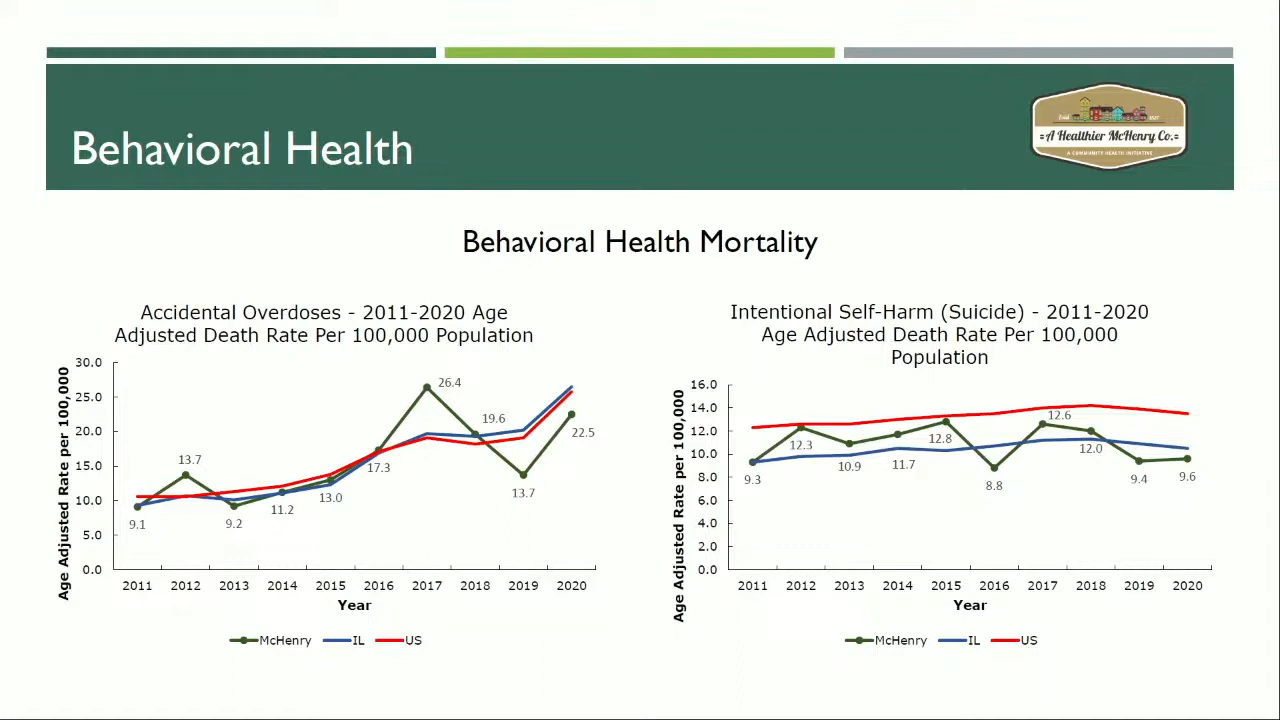 Behavioral Health
Estd 1837
A Healthier McHenry Co.
A COMMUNITY HEALTH INITIATIVE
Behavioral Health Mortality
Accidental Overdoses - 2011-2020 Age
Adjusted Death Rate Per 100,000 Population
Age Adjusted Rate per 100,000
30.0
25.0
20.0
15.0
10.0
5.0
0.0
9.1
13.7
9.2
11.2
13.0
17.3
26.4
19.6
13.7
22.5
2011 2012 2013 2014 2015 2016 2017 2018 2019 2020
Year
McHenry IL US
Intentional Self-Harm (Suicide) - 2011-2020
Age Adjusted Death Rate Per 100,000
Population
Age Adjusted Rate per 100,000
16.0
14.0
12.0
10.0
8.0
6.0
4.0
2.0
0.0
9.3
12.3
10.9
11.7
12.8
8.8
12.6
12.0
9.4
9.6
2011 2012 2013 2014 2015 2016 2017 2018 2019 2020
Year
McHenry IL US